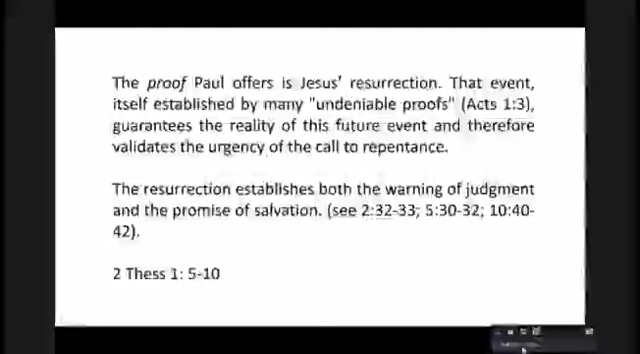 The proof Paul offers is Jesus' resurrection. That event,
itself established by many "undeniable proofs" (Acts 1:3),
guarantees the reality of this future event and therefore
validates the urgency of the call to repentance.
The resurrection establishes both the warning of judgment
and the promise of salvation. (see 2:32-33; 5:30-32; 10:40-
42).
2 Thess 1: 5-10